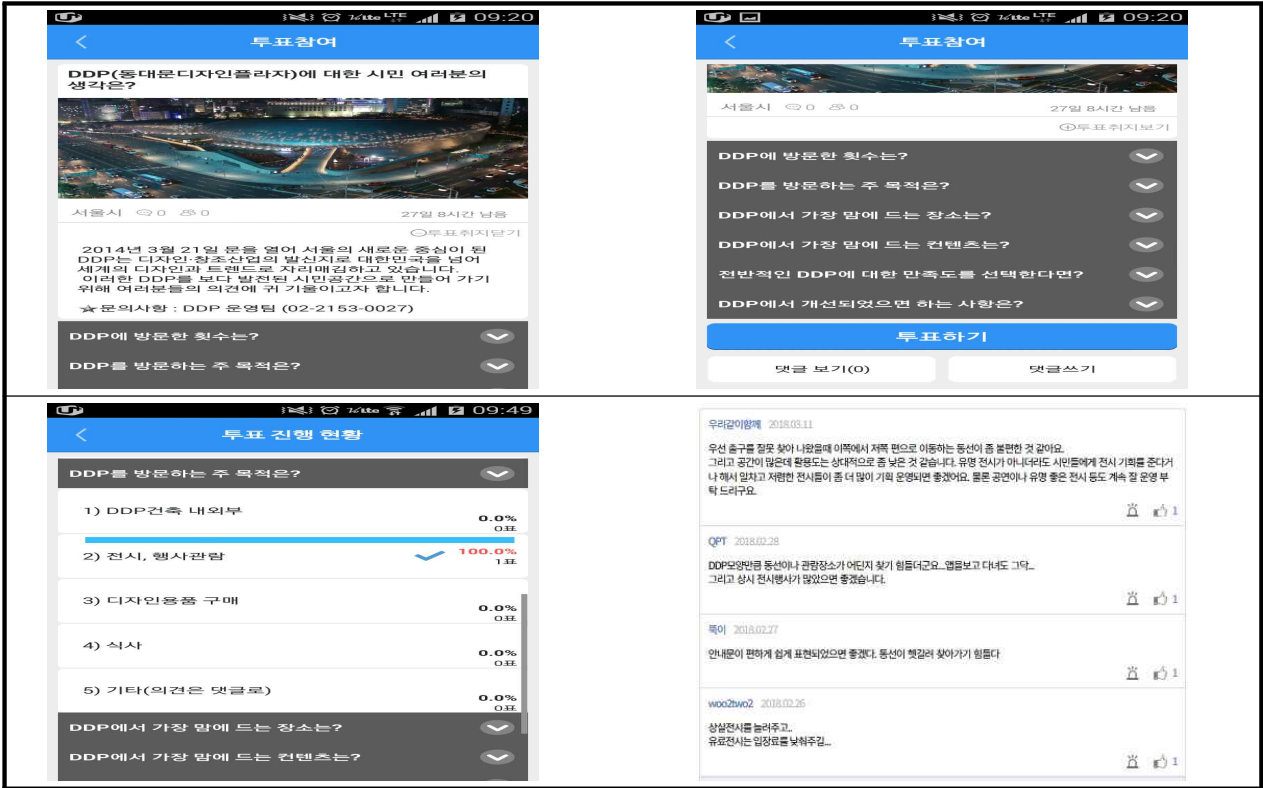 09:20
투표참여
DDP(동대문디자인플라자)에 대한 시민 여러분의
생각은?
서울시 0 0 27일 8시간 남음
투표취지닫기
2014년 3월 21일 문을 열어 서울의 새로운 중심이 된
DDP는 디자인·창조산업의 발신지로 대한민국을 넘어
세계의 디자인과 트렌드로 자리매김하고 있습니다.
이러한 DDP를 보다 발전된 시민공간으로 만들어 가기
위해 여러분들의 의견에 귀 기울이고자 합니다.
★문의사항 : DDP 운영팀 (02-2153-0027)
DDP에 방문한 횟수는?
DDP를 방문하는 주 목적은?
LTE 09:20
투표참여
서울시 0 0 27일 8시간 남음
투표취지보기
DDP에 방문한 횟수는?
DDP를 방문하는 주 목적은?
DDP에서 가장 맘에 드는 장소는?
DDP에서 가장 맘에 드는 컨텐츠는?
전반적인 DDP에 대한 만족도를 선택한다면?
DDP에서 개선되었으면 하는 사항은?
투표하기
댓글 보기(0) 댓글쓰기
09:49
투표 진행 현황
DDP를 방문하는 주 목적은?
1) DDP건축 내외부 0.0%
0표
2) 전시, 행사관람 100.0%
1표
3) 디자인용품 구매 0.0%
0표
4) 식사 0.0%
0표
5) 기타(의견은 댓글로) 0.0%
0표
DDP에서 가장 맘에 드는 장소는?
DDP에서 가장 맘에 드는 컨텐츠는?
우리같이함께 2018.03.11
우선 출구를 잘못 찾아 나왔을때 이쪽에서 저쪽 편으로 이동하는 동선이 좀 불편한 것 같아요.
그리고 공간이 많은데 활용도는 상대적으로 좀 낮은 것 같습니다. 유명 전시가 아니더라도 시민들에게 전시 기회를 준다거
나 해서 알차고 저렴한 전시들이 좀 더 많이 기획 운영되면 좋겠어요. 물론 공연이나 유명 좋은 전시 등도 계속 잘 운영 부
탁 드리구요.
1
QPT 2018.02.28
DDP모양만큼 동선이나 관람장소가 어딘지 찾기 힘들더군요...앱을보고 다녀도 그닥...
그리고 상시 전시행사가 많았으면 좋겠습니다.
1
뚝이 2018.02.27
안내문이 편하게 쉽게 표현되었으면 좋겠다. 동선이 헷갈려 찾아가기 힘들다
1
woo2two2 2018.02.26
상설전시를 늘려주고...
유료전시는 입장료를 낮춰주길...
1